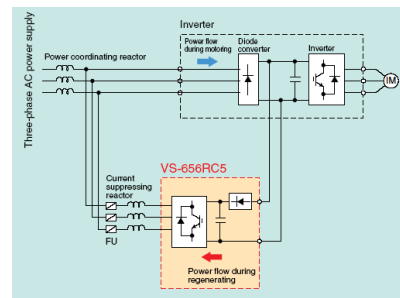 Inverter
Three-phase AC power supply
Power coordinating reactor
Power flow
during motoring
Diode
converter
Inverter
IM
VS-656RC5
Current
suppressing
reactor
FU
Power flow during
regenerating